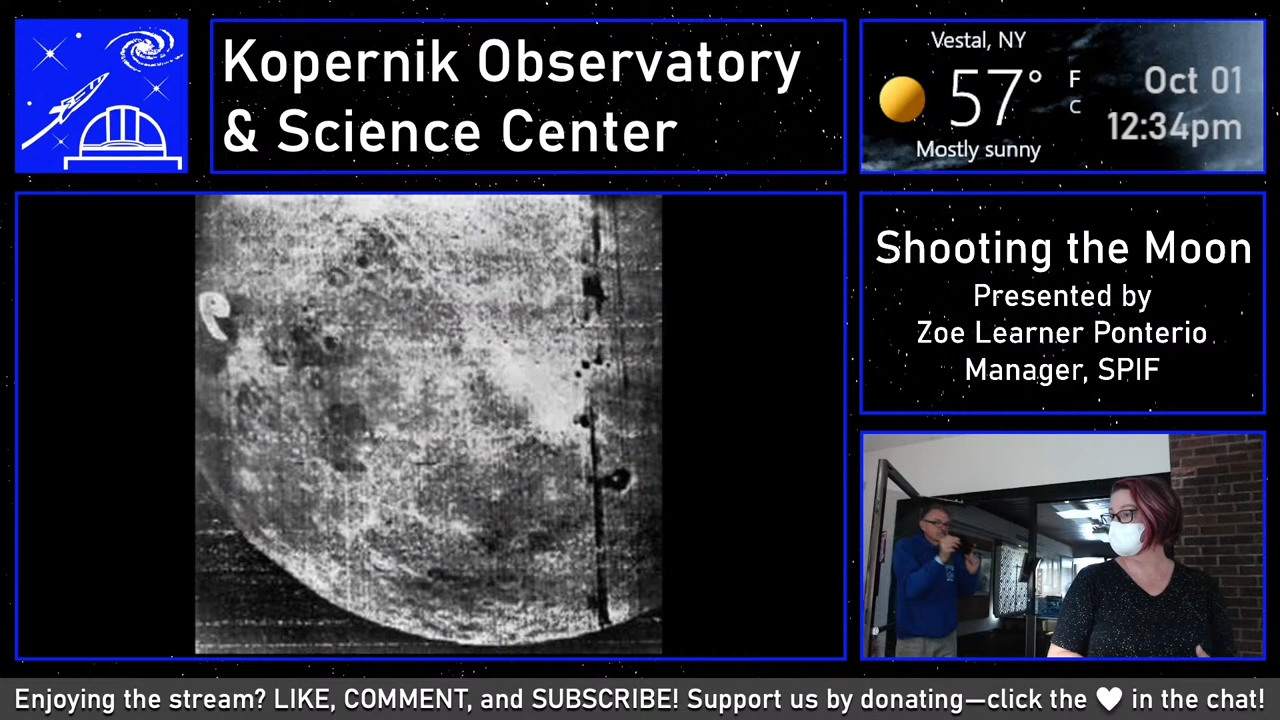 Kopernik Observatory
& Science Center
Vestal, NY
57° F
C
Mostly sunny
Oct 01
12:34pm
Shooting the Moon
Presented by
Zoe Learner Ponterio
Manager, SPIF
Enjoying the stream? LIKE, COMMENT, and SUBSCRIBE! Support us by donating—click the ♥ in the chat!